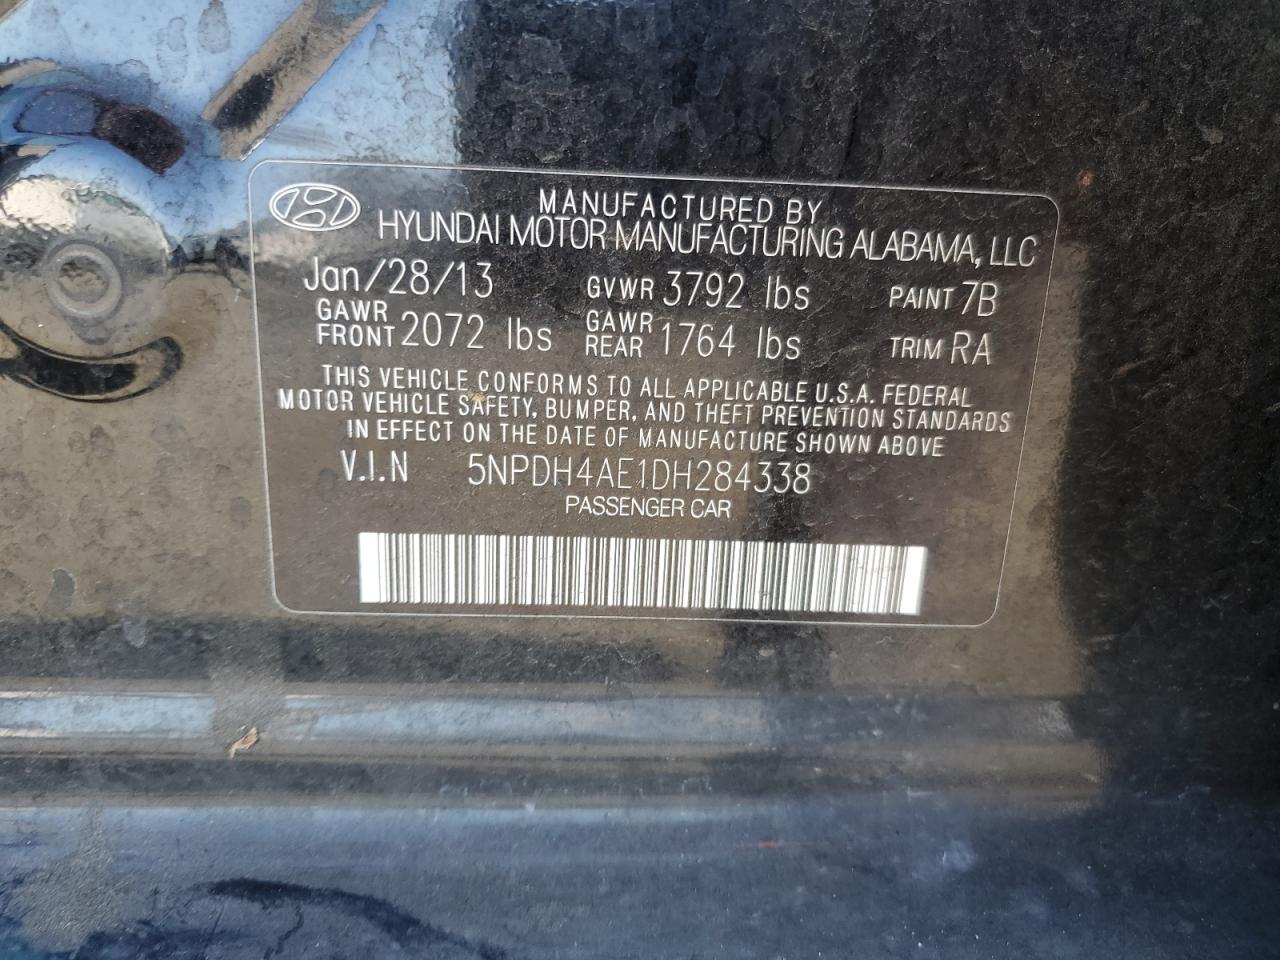 MANUFACTURED BY
HYUNDAI MOTOR MANUFACTURING ALABAMA, LLC
Jan/28/13 GVWR 3792 lbs PAINT 7B
GAWR FRONT 2072 lbs GAWR REAR 1764 lbs TRIM RA
THIS VEHICLE CONFORMS TO ALL APPLICABLE U.S.A. FEDERAL
MOTOR VEHICLE SAFETY, BUMPER, AND THEFT PREVENTION STANDARDS
IN EFFECT ON THE DATE OF MANUFACTURE SHOWN ABOVE
V.I.N 5NPDH4AE1DH284338
PASSENGER CAR